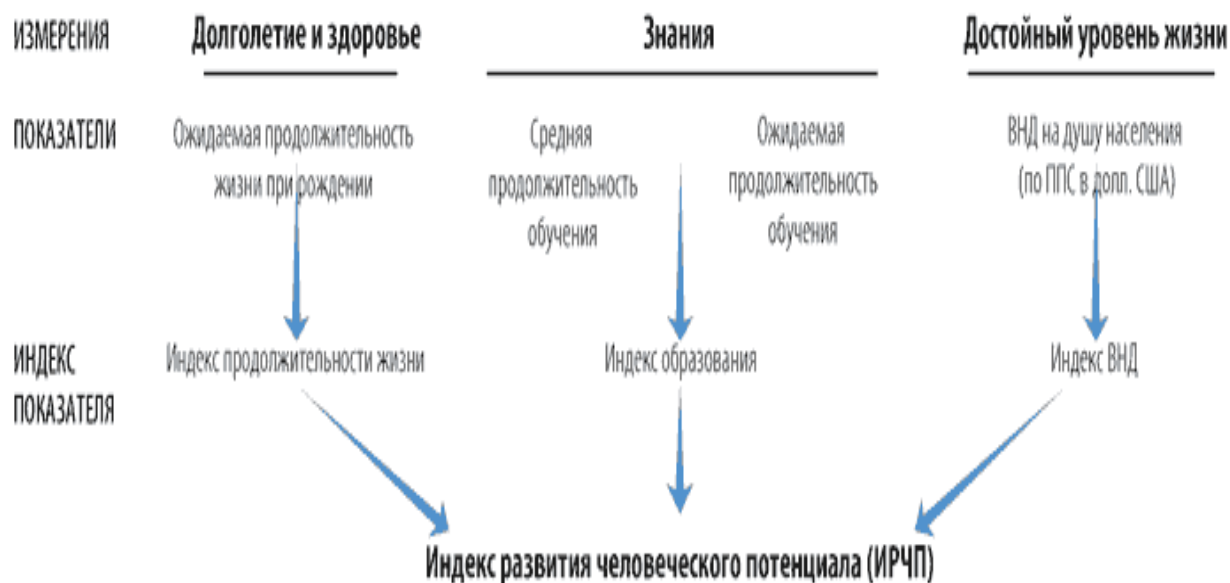 ИЗМЕРЕНИЯ
Долголетие и здоровье
Знания
Достойный уровень жизни
ПОКАЗАТЕЛИ
Ожидаемая продолжительность
жизни при рождении
Средняя
продолжительность
обучения
Ожидаемая
продолжительность
обучения
ВНД на душу населения
(по ППС в долл. США)
ИНДЕКС
ПОКАЗАТЕЛЯ
Индекс продолжительности жизни
Индекс образования
Индекс ВНД
Индекс развития человеческого потенциала (ИРЧП)